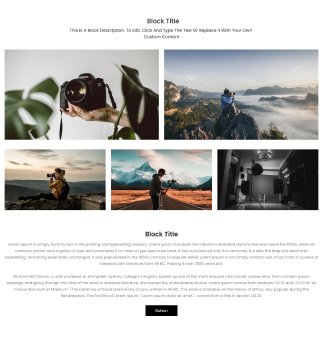 Block Title
This Is A Block Description. To Edit, Click And Type The Text Or Replace It With Your Own
Custom Content
Block Title
Lorem Ipsum is simply dummy text of the printing and typesetting industry. Lorem Ipsum has been the industry's standard dummy text ever since the 1500s, when an
unknown printer took a galley of type and scrambled it to make a type specimen book. It has survived not only five centuries, but also the leap into electronic
typesetting, remaining essentially unchanged. It was popularised in the 1960s Contrary to popular belief, Lorem Ipsum is not simply random text. It has roots in a piece of
classical Latin literature from 45 BC, making it over 2000 years old.
Richard McClintock, a Latin professor at Hampden-Sydney College in Virginia, looked up one of the more obscure Latin words, consectetur, from a Lorem Ipsum
passage, and going through the cites of the word in classical literature, discovered the undoubtable source. Lorem Ipsum comes from sections 1.10.32 and 1.10.33 of "de
Finibus Bonorum et Malorum" (The Extremes of Good and Evil) by Cicero, written in 45 BC. This book is a treatise on the theory of ethics, very popular during the
Renaissance. The first line of Lorem Ipsum, "Lorem ipsum dolor sit amet..", comes from a line in section 1.10.32.
Button